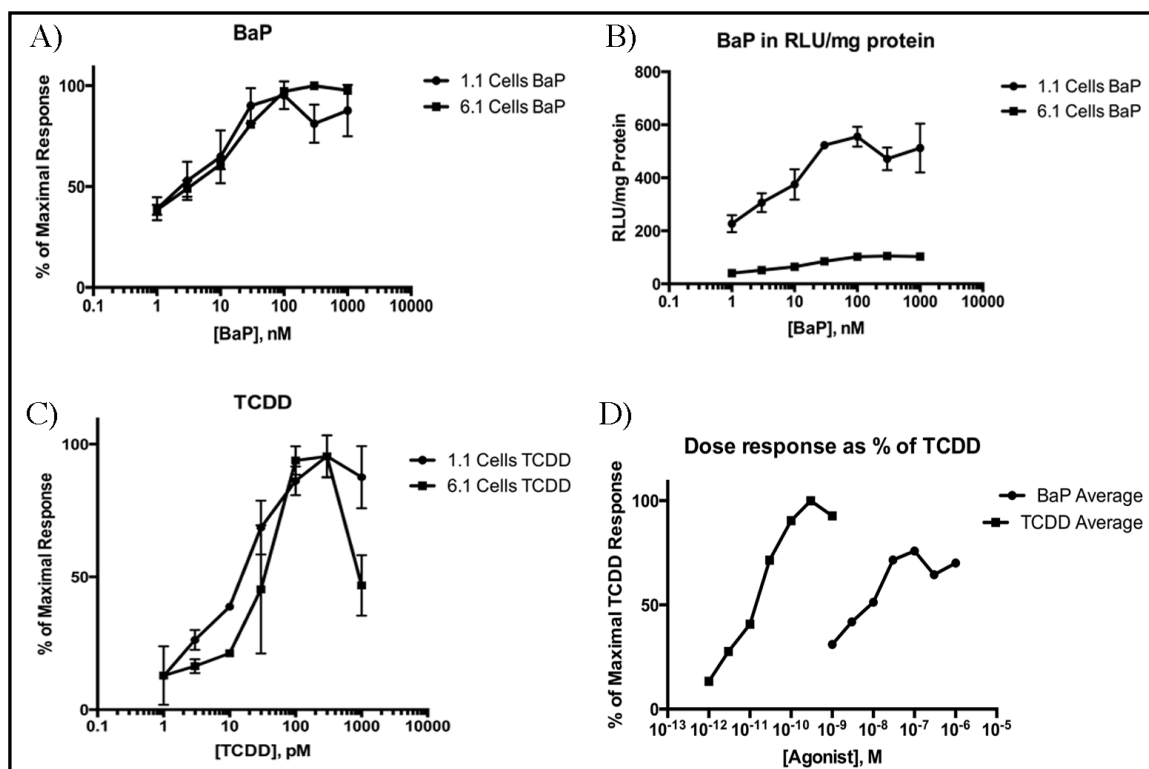 A)
BaP
% of Maximal Response
100
50
0
0.1 1 10 100 1000 10000
[BaP], nM
1.1 Cells BaP
6.1 Cells BaP
B)
BaP in RLU/mg protein
RLU/mg Protein
800
600
400
200
0
0.1 1 10 100 1000 10000
[BaP], nM
1.1 Cells BaP
6.1 Cells BaP
C)
TCDD
% of Maximal Response
100
50
0
0.1 1 10 100 1000 10000
[TCDD], pM
1.1 Cells TCDD
6.1 Cells TCDD
D)
Dose response as % of TCDD
% of Maximal TCDD Response
100
50
0
10⁻¹³ 10⁻¹² 10⁻¹¹ 10⁻¹⁰ 10⁻⁹ 10⁻⁸ 10⁻⁷ 10⁻⁶ 10⁻⁵
[Agonist], M
BaP Average
TCDD Average